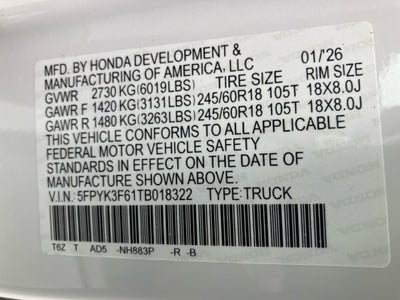 MFD. BY HONDA DEVELOPMENT & 01/'26
MANUFACTURING OF AMERICA, LLC
GVWR 2730 KG(6019LBS) TIRE SIZE RIM SIZE
GAWR F 1420 KG(3131LBS) 245/60R18 105T 18X8.0J
GAWR R 1480 KG(3263LBS) 245/60R18 105T 18X8.0J
THIS VEHICLE CONFORMS TO ALL APPLICABLE
FEDERAL MOTOR VEHICLE SAFETY
STANDARDS IN EFFECT ON THE DATE OF
MANUFACTURE SHOWN ABOVE.
V.I.N.: 5FPYK3F61TB018322 TYPE:TRUCK
T6Z T AD5 -NH883P -R -B